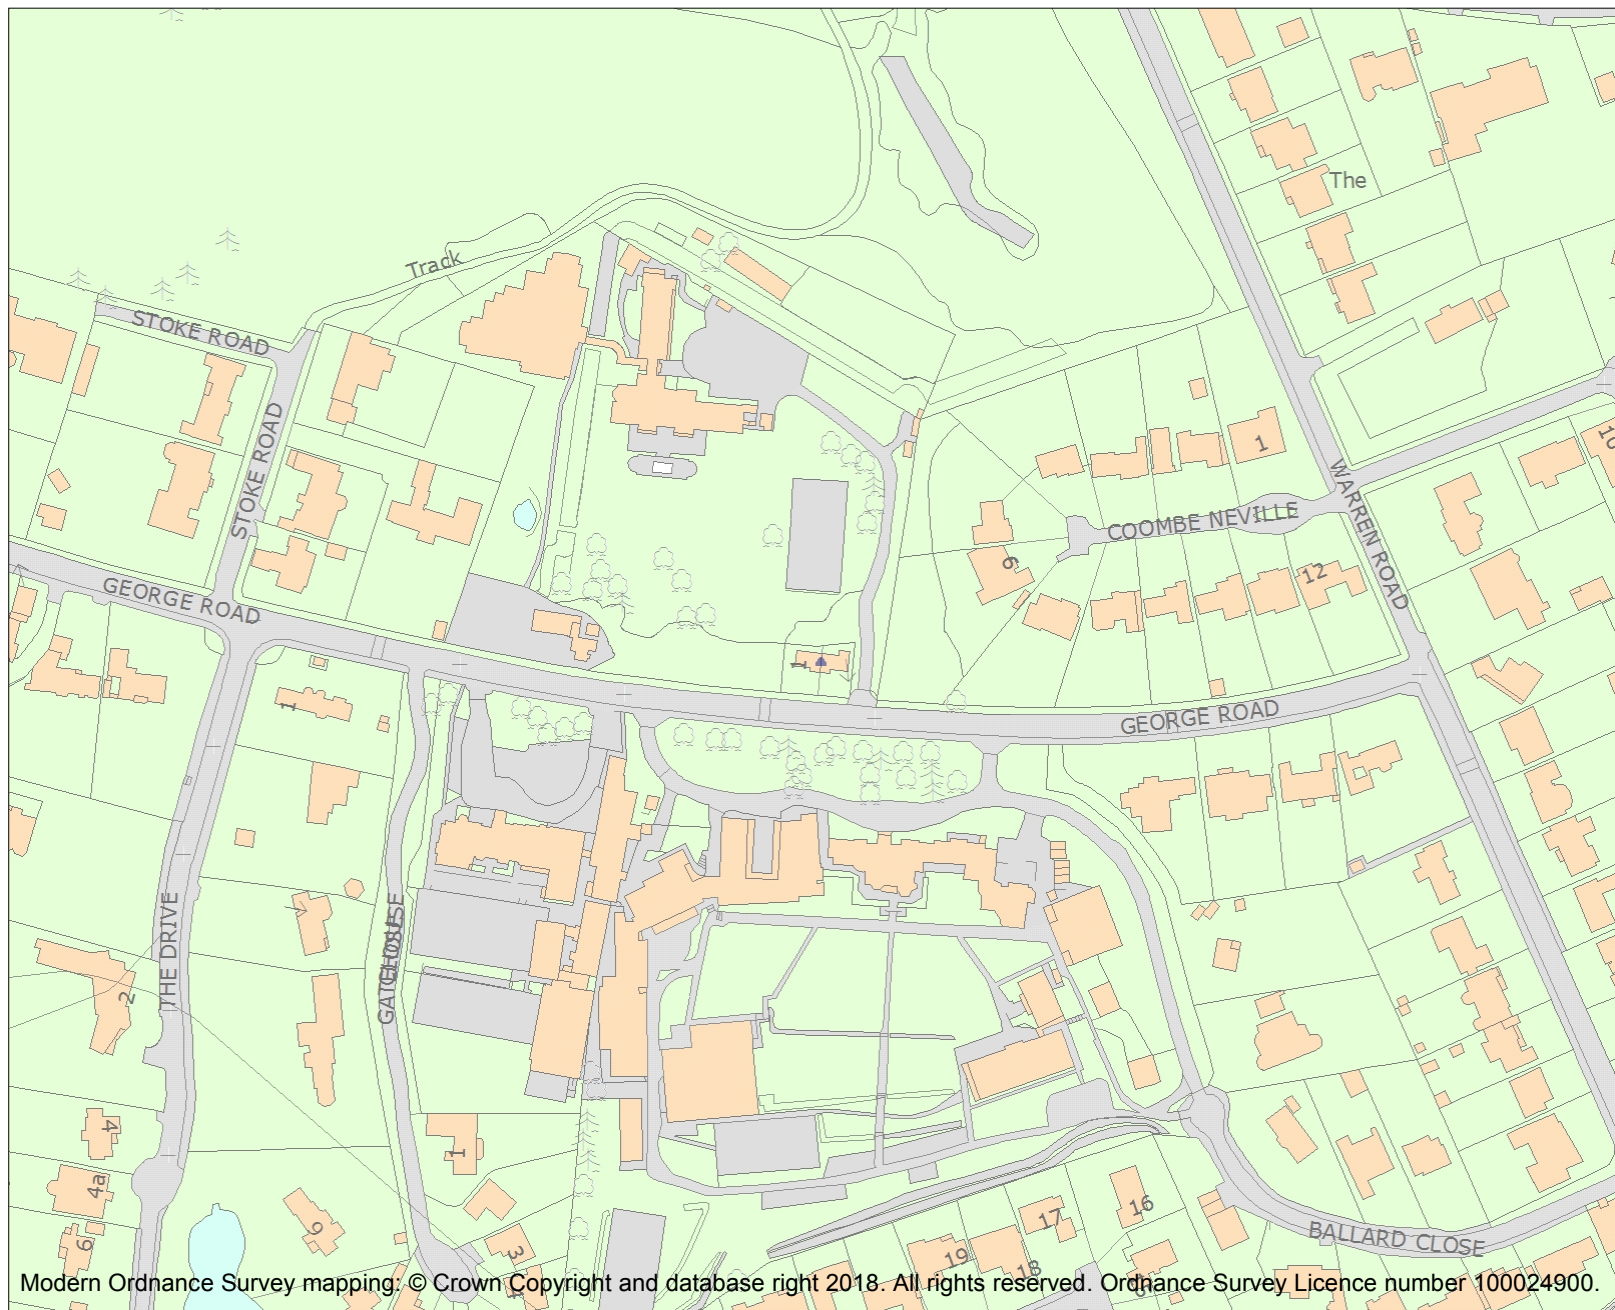 The
Track
STOKE ROAD
STOKE ROAD
1
10
WARREN ROAD
COOMBE NEVILLE
6
12
GEORGE ROAD
1
1
GEORGE ROAD
THE DRIVE
2
4
4a
6
9
1
3
16
17
18
19
BALLARD CLOSE
Modern Ordnance Survey mapping: © Crown Copyright and database right 2018. All rights reserved. Ordnance Survey Licence number 100024900.